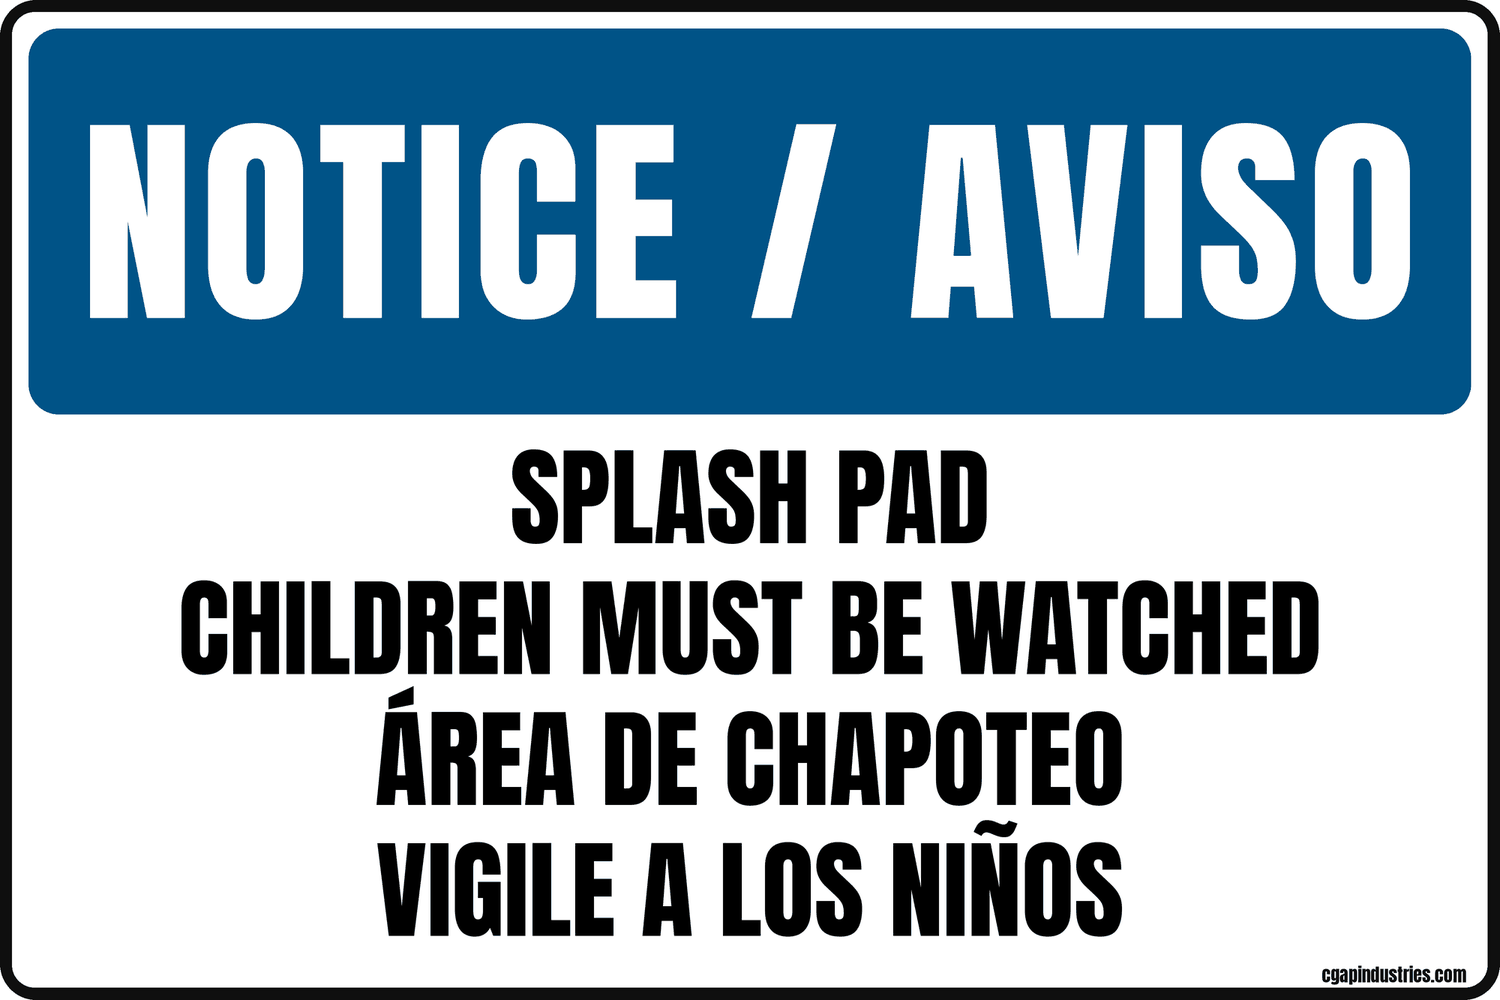 NOTICE / AVISO
SPLASH PAD
CHILDREN MUST BE WATCHED
ÁREA DE CHAPOTEO
VIGILE A LOS NIÑOS
cgapindustries.com